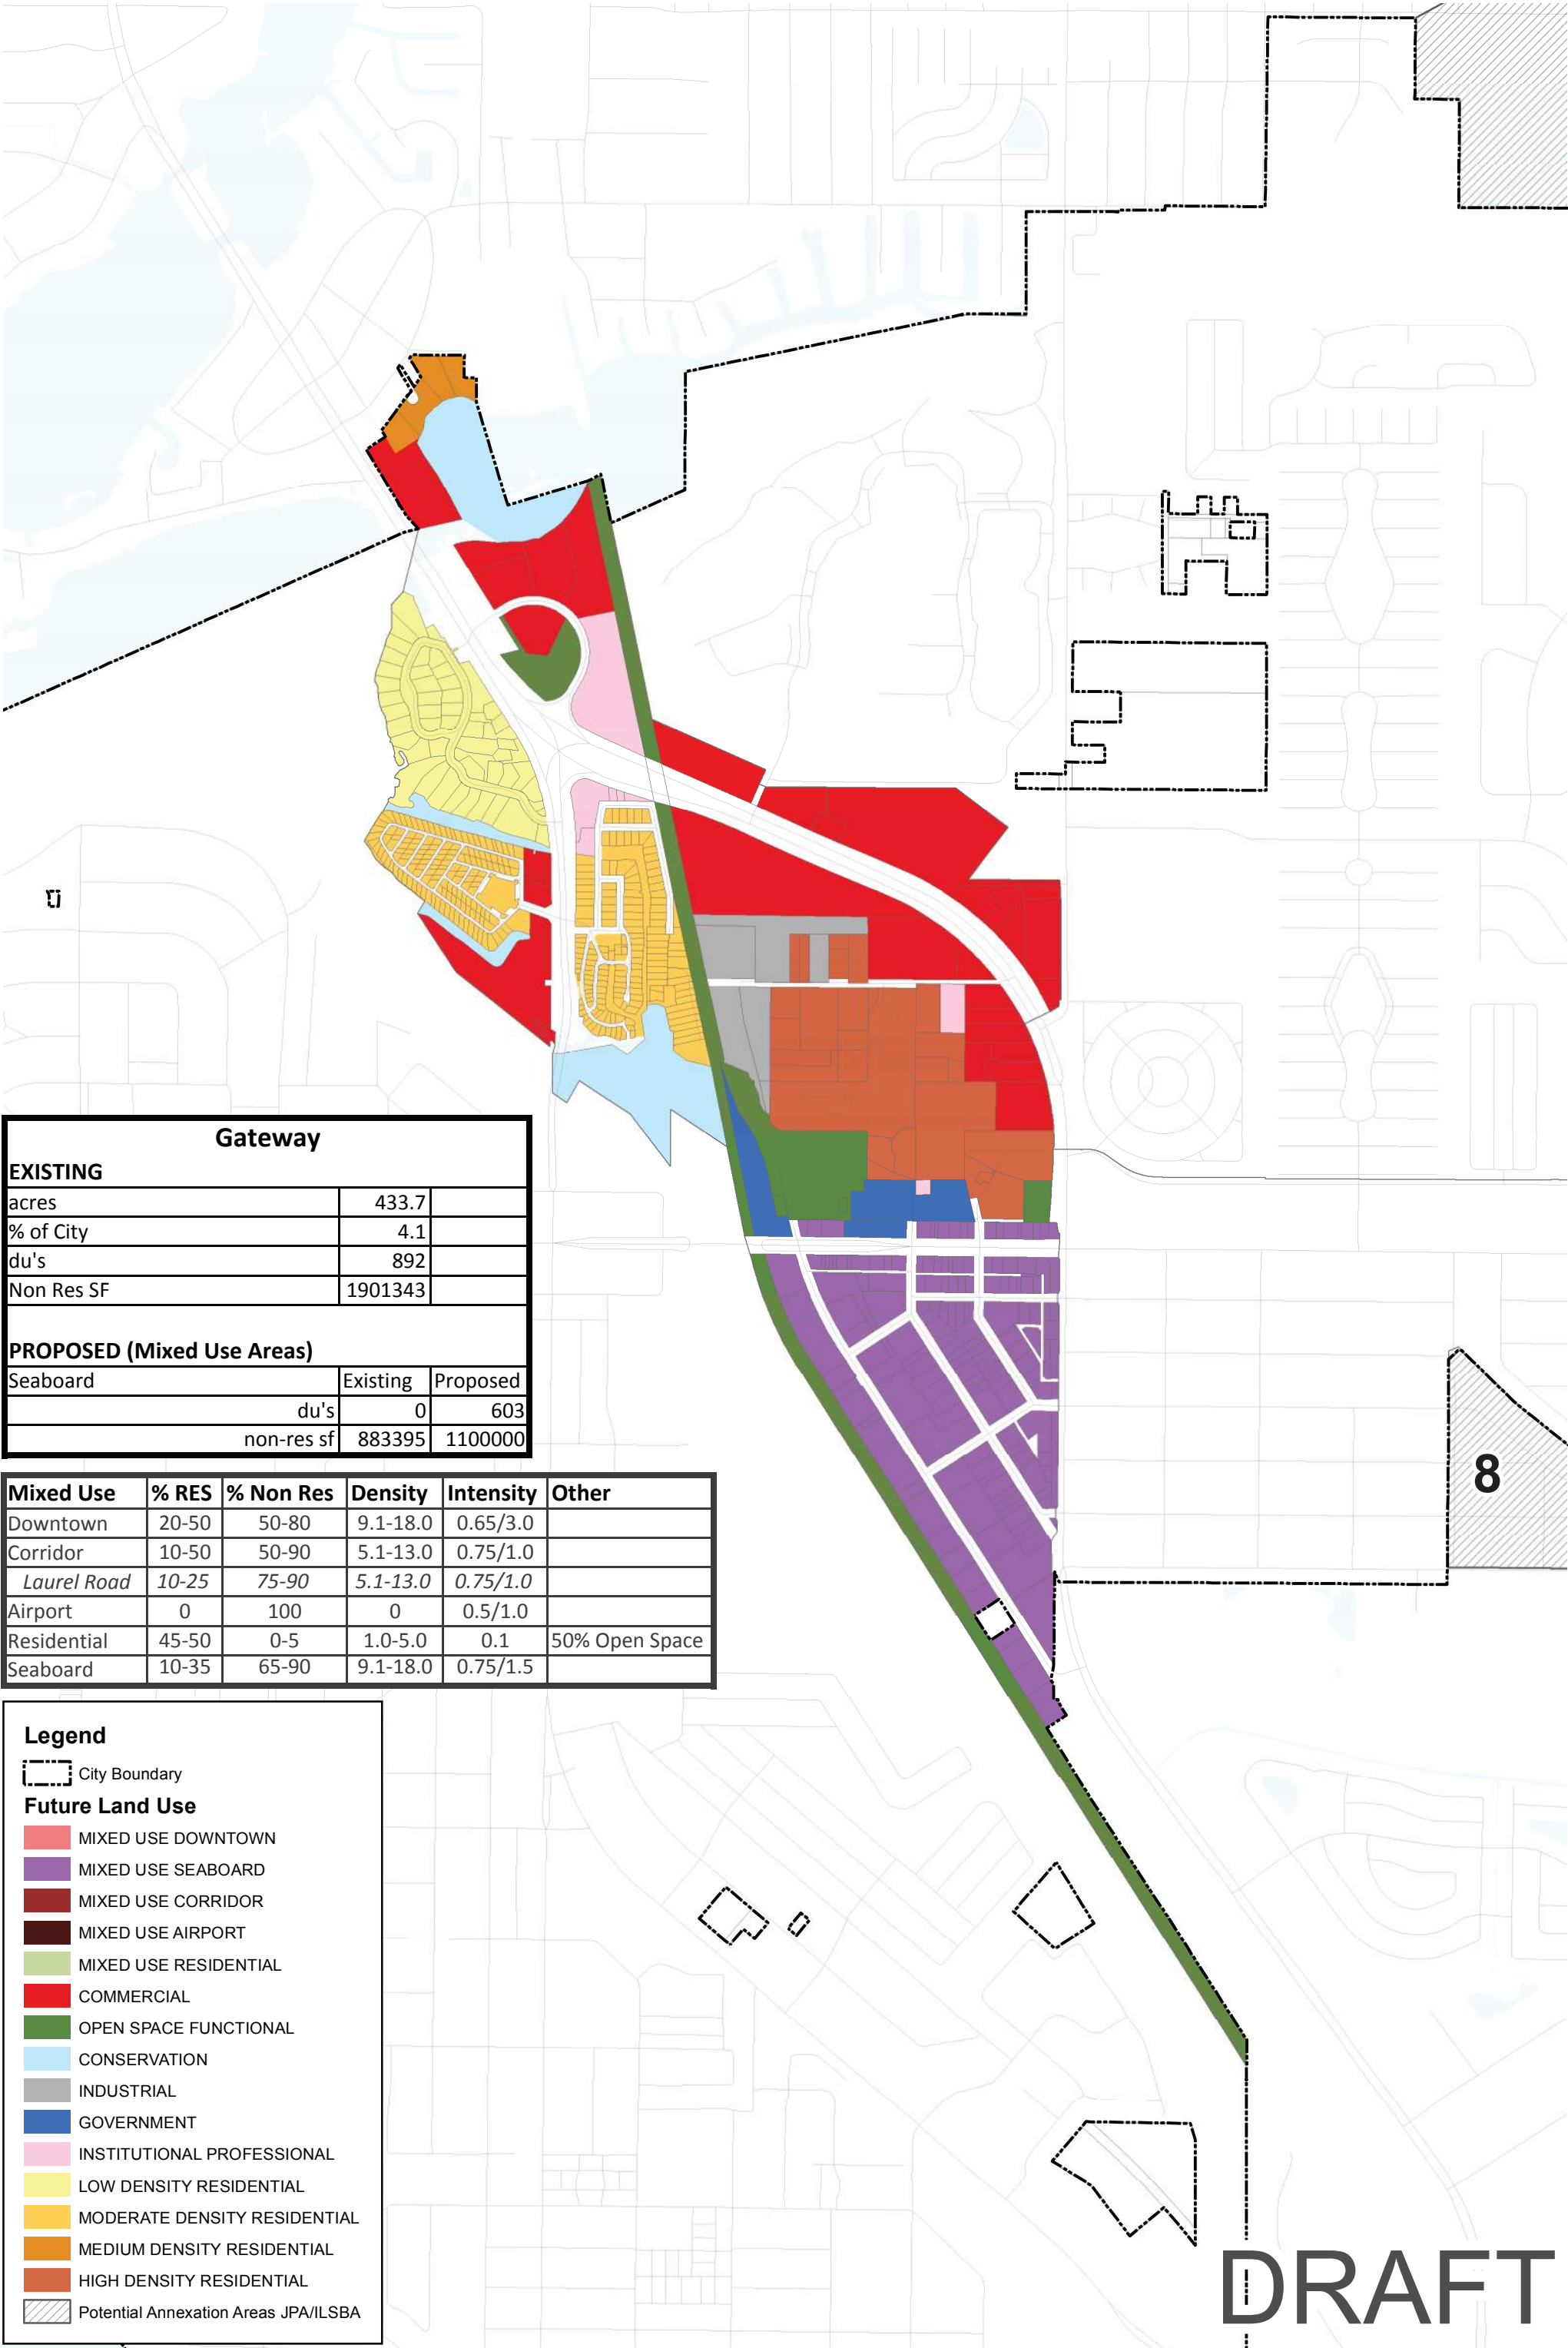 8
Gateway
EXISTING
acres 433.7
% of City 4.1
du's 892
Non Res SF 1901343
PROPOSED (Mixed Use Areas)
Seaboard Existing Proposed
du's 0 603
non-res sf 883395 1100000
Mixed Use % RES % Non Res Density Intensity Other
Downtown 20-50 50-80 9.1-18.0 0.65/3.0
Corridor 10-50 50-90 5.1-13.0 0.75/1.0
Laurel Road 10-25 75-90 5.1-13.0 0.75/1.0
Airport 0 100 0 0.5/1.0
Residential 45-50 0-5 1.0-5.0 0.1 50% Open Space
Seaboard 10-35 65-90 9.1-18.0 0.75/1.5
Legend
City Boundary
Future Land Use
MIXED USE DOWNTOWN
MIXED USE SEABOARD
MIXED USE CORRIDOR
MIXED USE AIRPORT
MIXED USE RESIDENTIAL
COMMERCIAL
OPEN SPACE FUNCTIONAL
CONSERVATION
INDUSTRIAL
GOVERNMENT
INSTITUTIONAL PROFESSIONAL
LOW DENSITY RESIDENTIAL
MODERATE DENSITY RESIDENTIAL
MEDIUM DENSITY RESIDENTIAL
HIGH DENSITY RESIDENTIAL
Potential Annexation Areas JPA/ILSBA
DRAFT